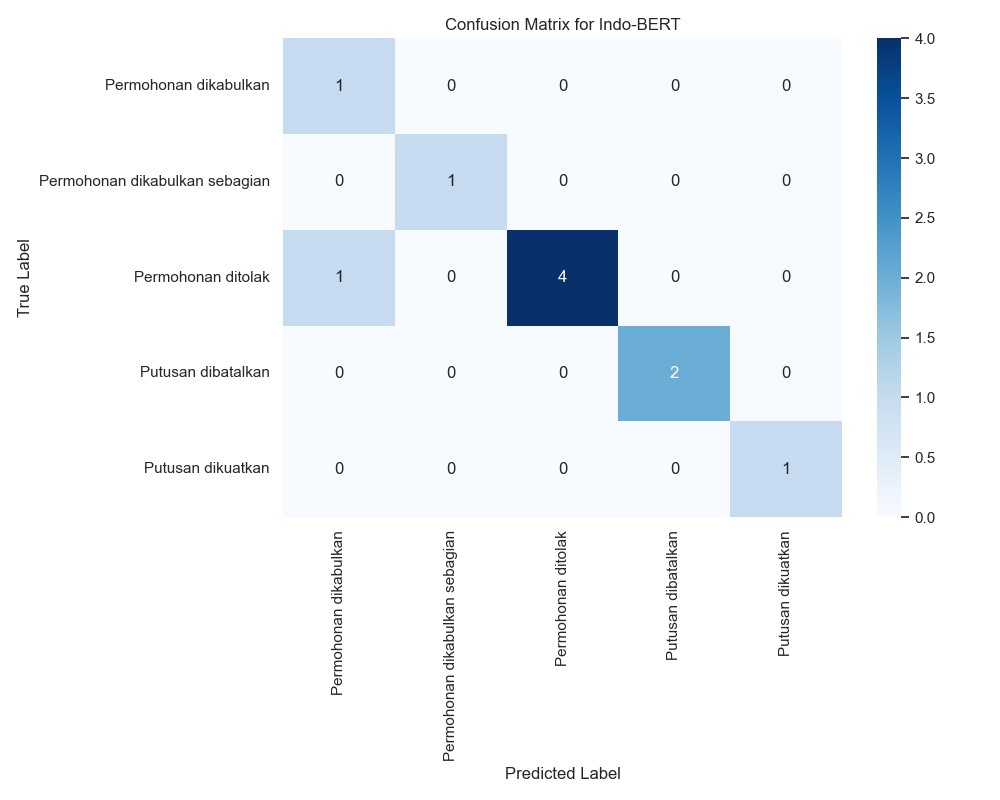 Confusion Matrix for Indo-BERT
True Label
Permohonan dikabulkan
1 0 0 0 0
Permohonan dikabulkan sebagian
0 1 0 0 0
Permohonan ditolak
1 0 4 0 0
Putusan dibatalkan
0 0 0 2 0
Putusan dikuatkan
0 0 0 0 1
Permohonan dikabulkan
Permohonan dikabulkan sebagian
Permohonan ditolak
Putusan dibatalkan
Putusan dikuatkan
Predicted Label
4.0
3.5
3.0
2.5
2.0
1.5
1.0
0.5
0.0